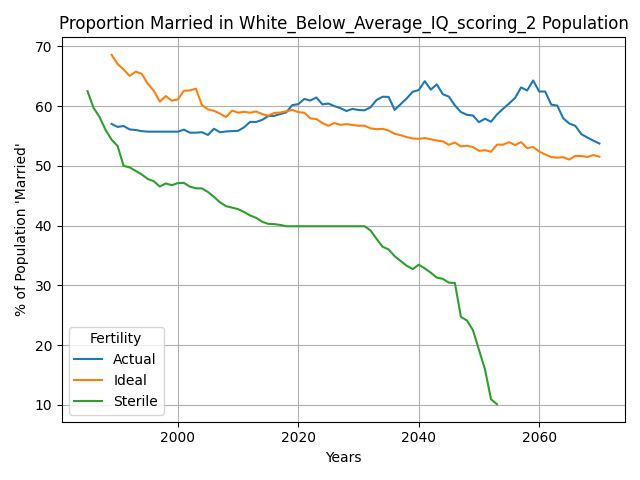 Proportion Married in White_Below_Average_IQ_scoring_2 Population
% of Population 'Married'
70
60
50
40
30
20
10
Fertility
Actual
Ideal
Sterile
2000
2020
2040
2060
Years